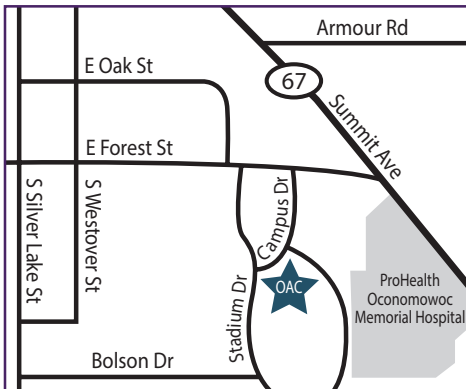 Armour Rd
E Oak St
67
Summit Ave
E Forest St
S Silver Lake St
S Westover St
Campus Dr
Stadium Dr
OAC
ProHealth
Oconomowoc
Memorial Hospital
Bolson Dr